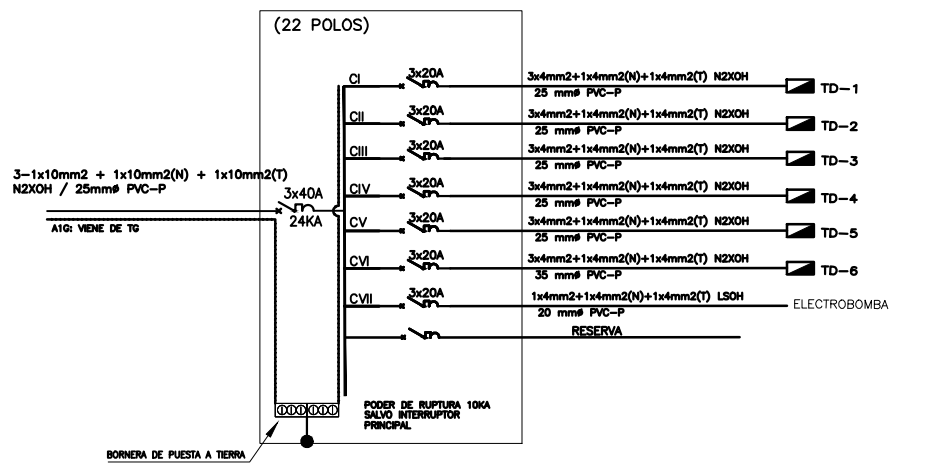 (22 POLOS)
CI
3x20A
3x4mm2+1x4mm2(N)+1x4mm2(T) N2XOH
25 mmø PVC-P
TD-1
CII
3x20A
3x4mm2+1x4mm2(N)+1x4mm2(T) N2XOH
25 mmø PVC-P
TD-2
CIII
3x20A
3x4mm2+1x4mm2(N)+1x4mm2(T) N2XOH
25 mmø PVC-P
TD-3
3-1x10mm2 + 1x10mm2(N) + 1x10mm2(T)
N2XOH / 25mmø PVC-P
3x40A
24KA
A1G: VIENE DE TG
CIV
3x20A
3x4mm2+1x4mm2(N)+1x4mm2(T) N2XOH
25 mmø PVC-P
TD-4
CV
3x20A
3x4mm2+1x4mm2(N)+1x4mm2(T) N2XOH
25 mmø PVC-P
TD-5
CVI
3x20A
3x4mm2+1x4mm2(N)+1x4mm2(T) N2XOH
35 mmø PVC-P
TD-6
CVII
3x20A
1x4mm2+1x4mm2(N)+1x4mm2(T) LSOH
20 mmø PVC-P
ELECTROBOMBA
RESERVA
PODER DE RUPTURA 10KA
SALVO INTERRUPTOR
PRINCIPAL
BORNERA DE PUESTA A TIERRA